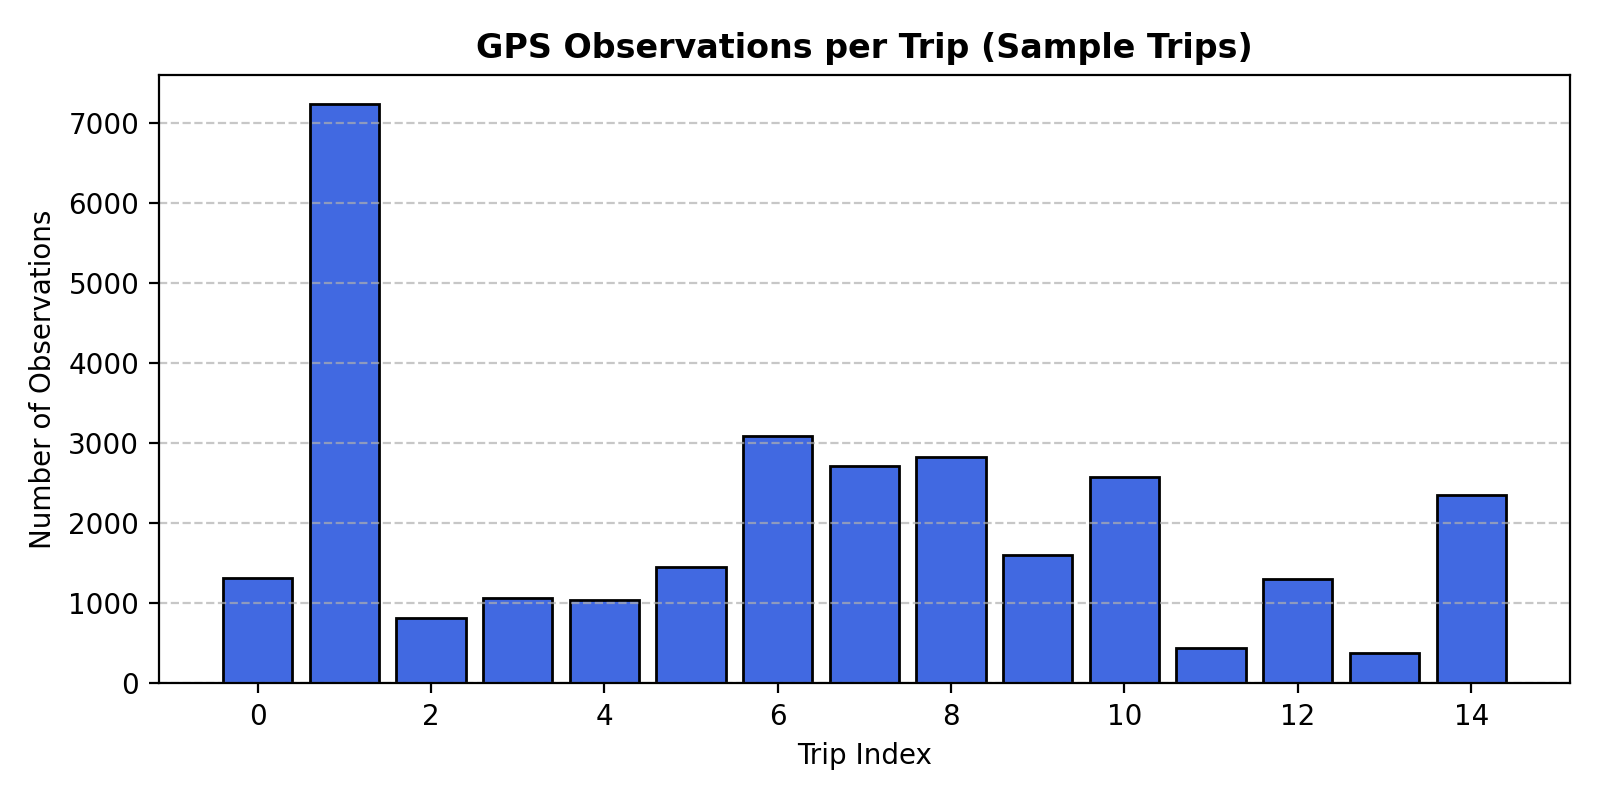 GPS Observations per Trip (Sample Trips)
Number of Observations
7000
6000
5000
4000
3000
2000
1000
0
0 2 4 6 8 10 12 14
Trip Index